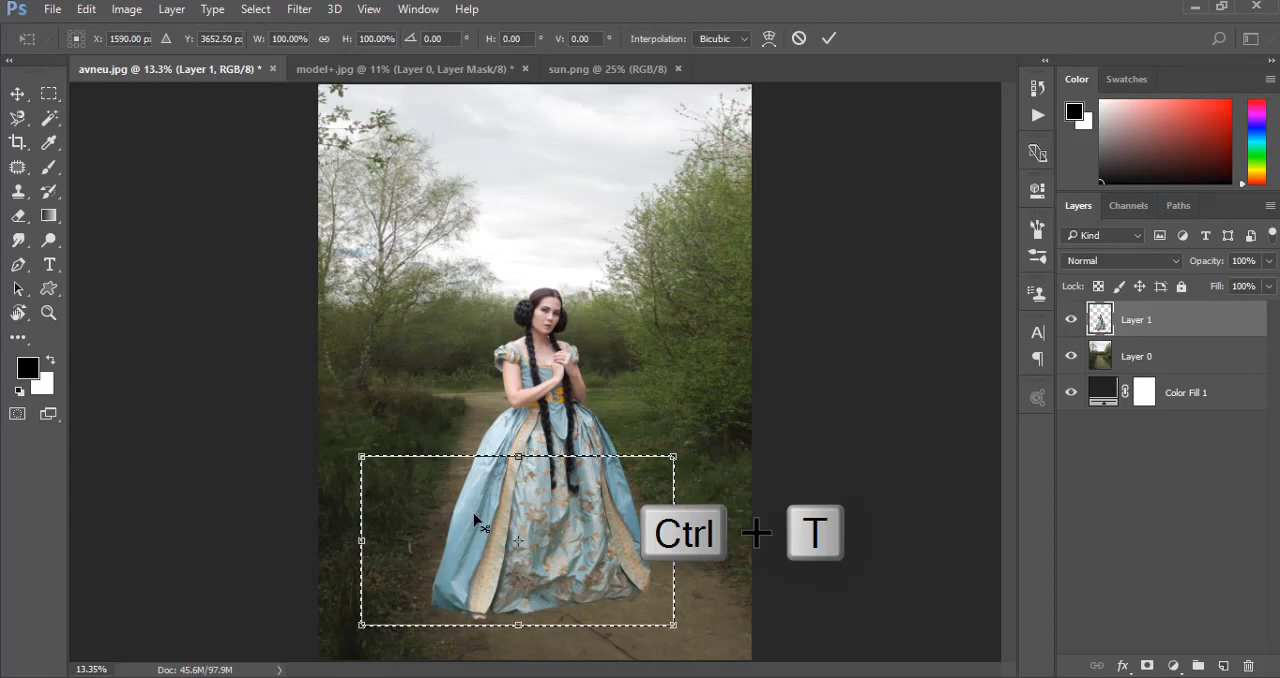 Ps File Edit Image Layer Type Select Filter 3D View Window Help
X: 1590.00 px Y: 3652.50 px W: 100.00% H: 100.00% 0.00 ° H: 0.00 ° V: 0.00 ° Interpolation: Bicubic
avneu.jpg @ 13.3% (Layer 1, RGB/8) * × model+.jpg @ 11% (Layer 0, Layer Mask/8) * × sun.png @ 25% (RGB/8) ×
Color Swatches
Layers Channels Paths
Kind
Normal Opacity: 100%
Lock: Fill: 100%
Layer 1
Layer 0
Color Fill 1
Ctrl + T
13.35% Doc: 45.6M/97.9M